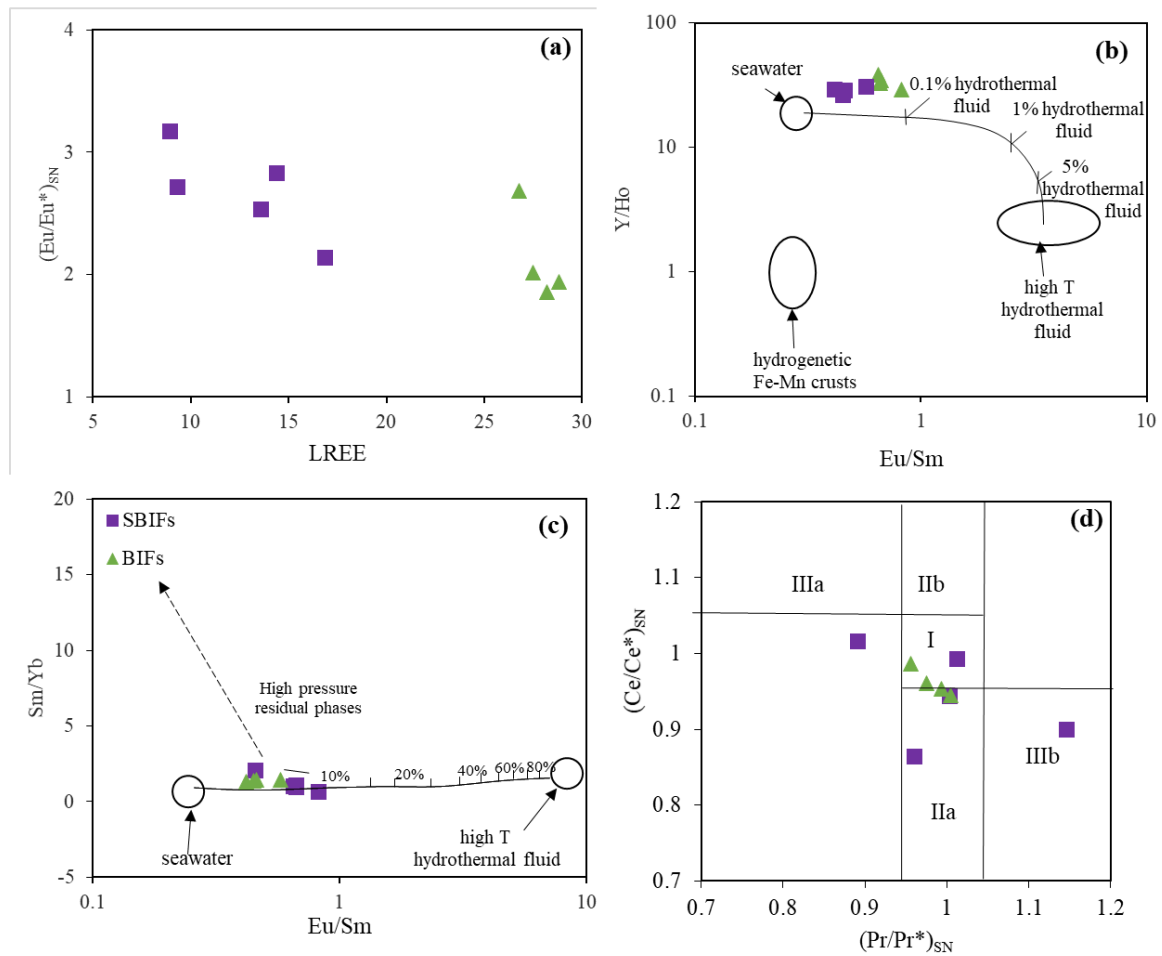 (a)
4
3
2
1
(Eu/Eu*)SN
5
10
15
20
25
30
LREE
(b)
100
10
1
0.1
Y/Ho
seawater
0.1% hydrothermal
fluid
1% hydrothermal
fluid
5%
hydrothermal
fluid
high T
hydrothermal
fluid
hydrogenetic
Fe-Mn crusts
0.1
1
10
Eu/Sm
(c)
20
15
10
5
0
-5
Sm/Yb
SBIFs
BIFs
High pressure
residual phases
10%
20%
40%
60%
80%
seawater
high T
hydrothermal fluid
0.1
1
10
Eu/Sm
(d)
1.2
1.1
1
0.9
0.8
0.7
(Ce/Ce*)SN
IIIa
IIb
I
IIIb
IIa
0.7
0.8
0.9
1
1.1
1.2
(Pr/Pr*)SN